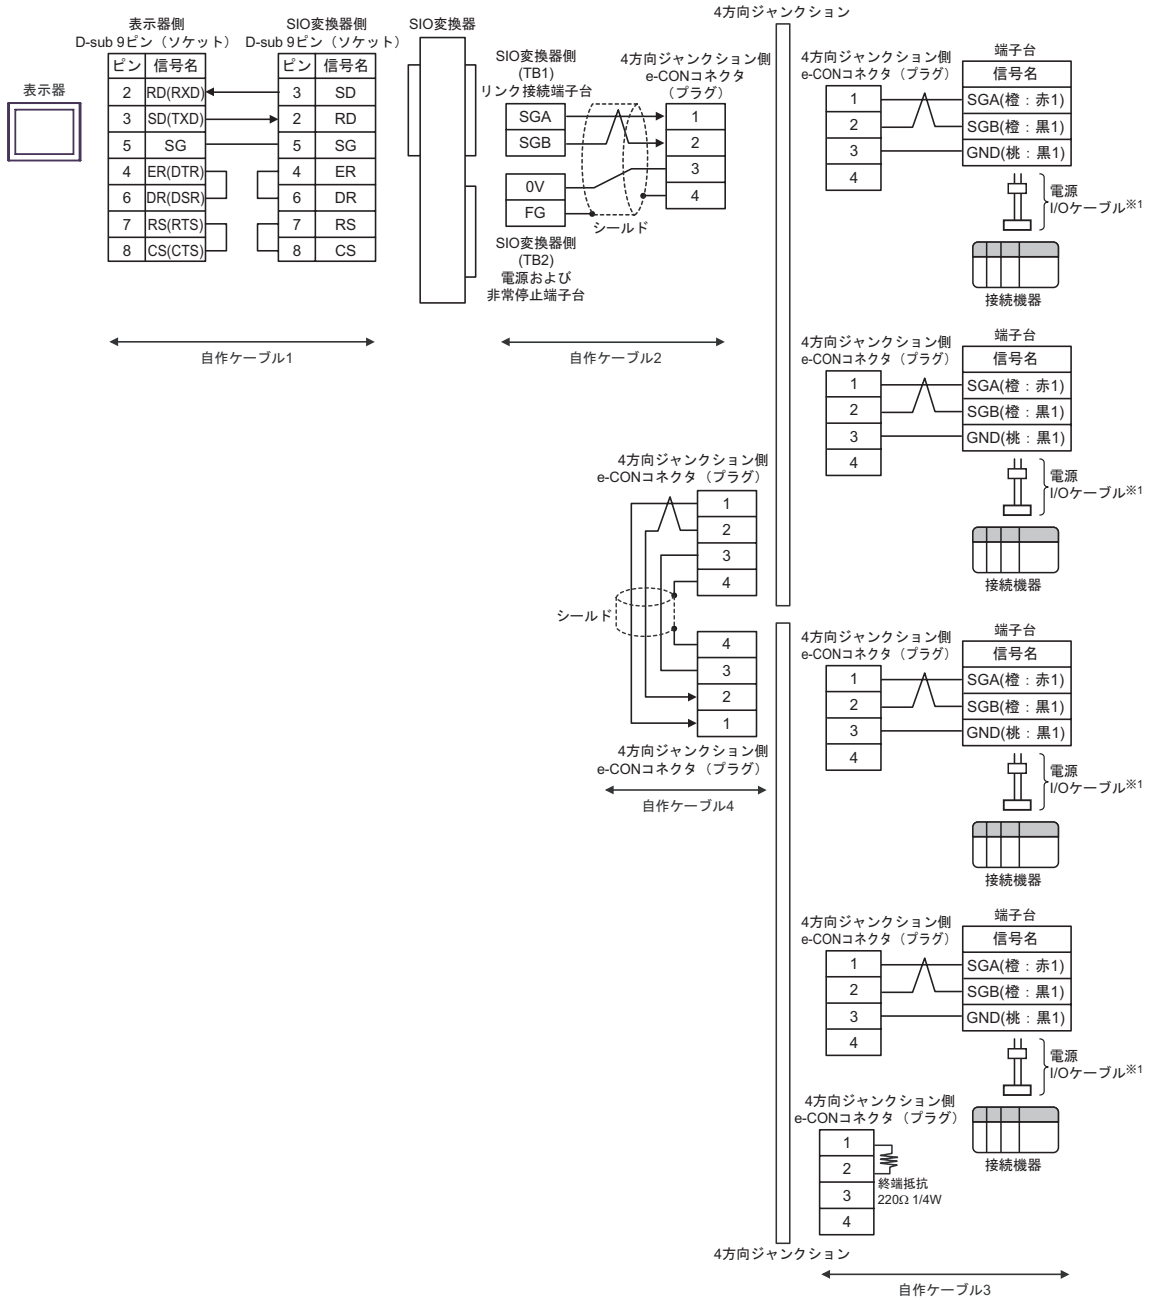 4方向ジャンクション
表示器
表示器側
D-sub 9ピン（ソケット）
ピン 信号名
2 RD(RXD)
3 SD(TXD)
5 SG
4 ER(DTR)
6 DR(DSR)
7 RS(RTS)
8 CS(CTS)
SIO変換器側
D-sub 9ピン（ソケット）
ピン 信号名
3 SD
2 RD
5 SG
4 ER
6 DR
7 RS
8 CS
自作ケーブル1
SIO変換器
SIO変換器側
(TB1)
リンク接続端子台
SGA
SGB
0V
FG
SIO変換器側
(TB2)
電源および
非常停止端子台
シールド
4方向ジャンクション側
e-CONコネクタ
（プラグ）
1
2
3
4
自作ケーブル2
4方向ジャンクション側
e-CONコネクタ（プラグ）
1
2
3
4
シールド
4
3
2
1
4方向ジャンクション側
e-CONコネクタ（プラグ）
自作ケーブル4
4方向ジャンクション側
e-CONコネクタ（プラグ）
1
2
3
4
端子台
信号名
SGA(橙：赤1)
SGB(橙：黒1)
GND(桃：黒1)
電源
I/Oケーブル※1
接続機器
4方向ジャンクション側
e-CONコネクタ（プラグ）
1
2
3
4
端子台
信号名
SGA(橙：赤1)
SGB(橙：黒1)
GND(桃：黒1)
電源
I/Oケーブル※1
接続機器
4方向ジャンクション側
e-CONコネクタ（プラグ）
1
2
3
4
端子台
信号名
SGA(橙：赤1)
SGB(橙：黒1)
GND(桃：黒1)
電源
I/Oケーブル※1
接続機器
4方向ジャンクション側
e-CONコネクタ（プラグ）
1
2
3
4
端子台
信号名
SGA(橙：赤1)
SGB(橙：黒1)
GND(桃：黒1)
電源
I/Oケーブル※1
接続機器
4方向ジャンクション側
e-CONコネクタ（プラグ）
1
2
3
4
終端抵抗
220Ω 1/4W
4方向ジャンクション
自作ケーブル3